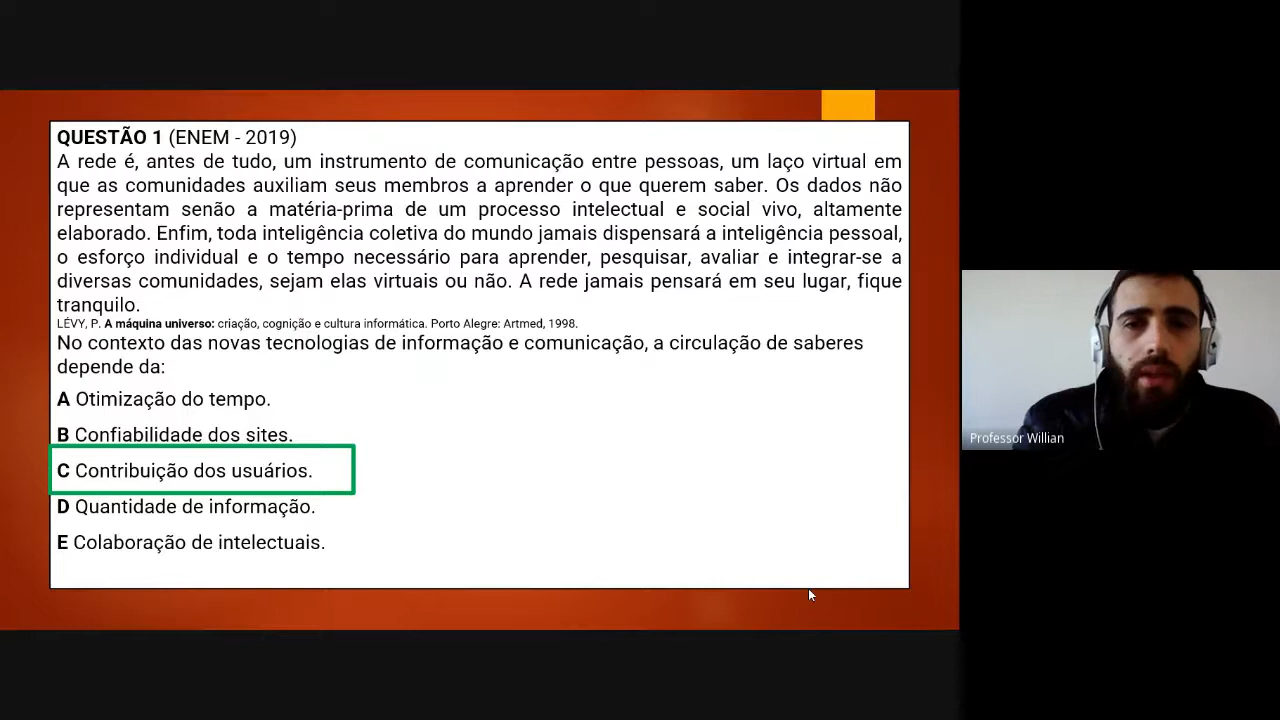 QUESTÃO 1 (ENEM - 2019)
A rede é, antes de tudo, um instrumento de comunicação entre pessoas, um laço virtual em
que as comunidades auxiliam seus membros a aprender o que querem saber. Os dados não
representam senão a matéria-prima de um processo intelectual e social vivo, altamente
elaborado. Enfim, toda inteligência coletiva do mundo jamais dispensará a inteligência pessoal,
o esforço individual e o tempo necessário para aprender, pesquisar, avaliar e integrar-se a
diversas comunidades, sejam elas virtuais ou não. A rede jamais pensará em seu lugar, fique
tranquilo.
LÉVY, P. A máquina universo: criação, cognição e cultura informática. Porto Alegre: Artmed, 1998.
No contexto das novas tecnologias de informação e comunicação, a circulação de saberes
depende da:
A Otimização do tempo.
B Confiabilidade dos sites.
C Contribuição dos usuários.
D Quantidade de informação.
E Colaboração de intelectuais.
Professor Willian